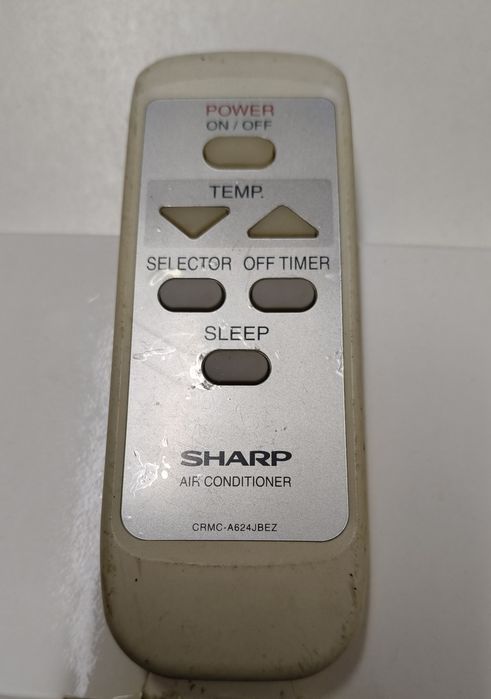 POWER
ON / OFF
TEMP.
SELECTOR OFF TIMER
SLEEP
SHARP
AIR CONDITIONER
CRMC-A624JBEZ